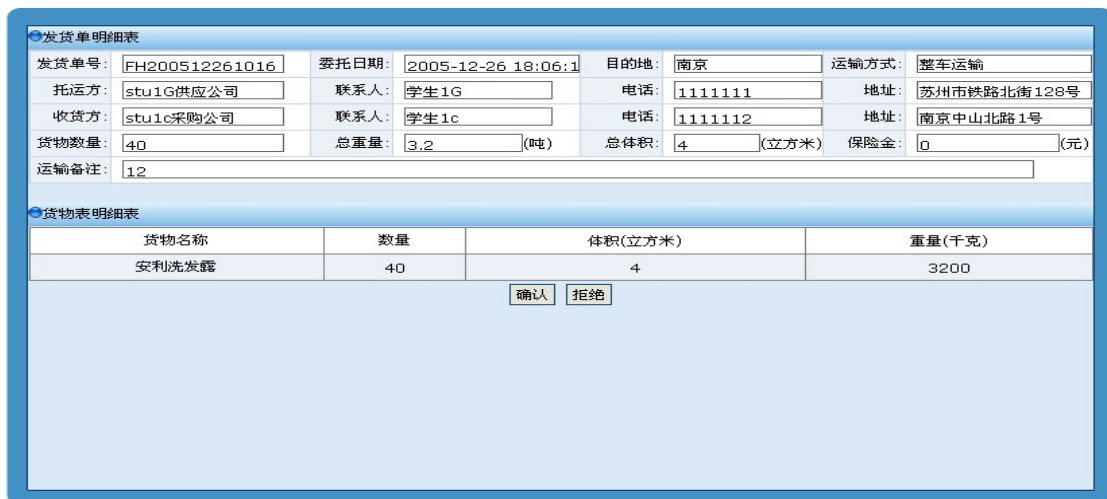 发货单明细表
发货单号: FH200512261016 委托日期: 2005-12-26 18:06:1 目的地: 南京 运输方式: 整车运输
托运方: stu1G供应公司 联系人: 学生1G 电话: 1111111 地址: 苏州市铁路北街128号
收货方: stu1c采购公司 联系人: 学生1c 电话: 1111112 地址: 南京中山北路1号
货物数量: 40 总重量: 3.2 (吨) 总体积: 4 (立方米) 保险金: 0 (元)
运输备注: 12
货物表明细表
货物名称 数量 体积(立方米) 重量(千克)
安利洗发露 40 4 3200
确认 拒绝